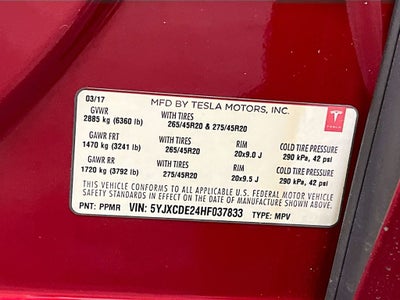 03/17 MFD BY TESLA MOTORS, INC.
GVWR WITH TIRES
2885 kg (6360 lb) 265/45R20 & 275/45R20
TESLA
GAWR FRT WITH TIRES RIM COLD TIRE PRESSURE
1470 kg (3241 lb) 265/45R20 20x9.0 J 290 kPa, 42 psi
GAWR RR WITH TIRES RIM COLD TIRE PRESSURE
1720 kg (3792 lb) 275/45R20 20x9.5 J 290 kPa, 42 psi
THIS VEHICLE CONFORMS TO ALL APPLICABLE U.S. FEDERAL MOTOR VEHICLE
SAFETY STANDARDS IN EFFECT ON THE DATE OF MANUFACTURE SHOWN ABOVE.
PNT: PPMR VIN: 5YJXCDE24HF037833 TYPE: MPV